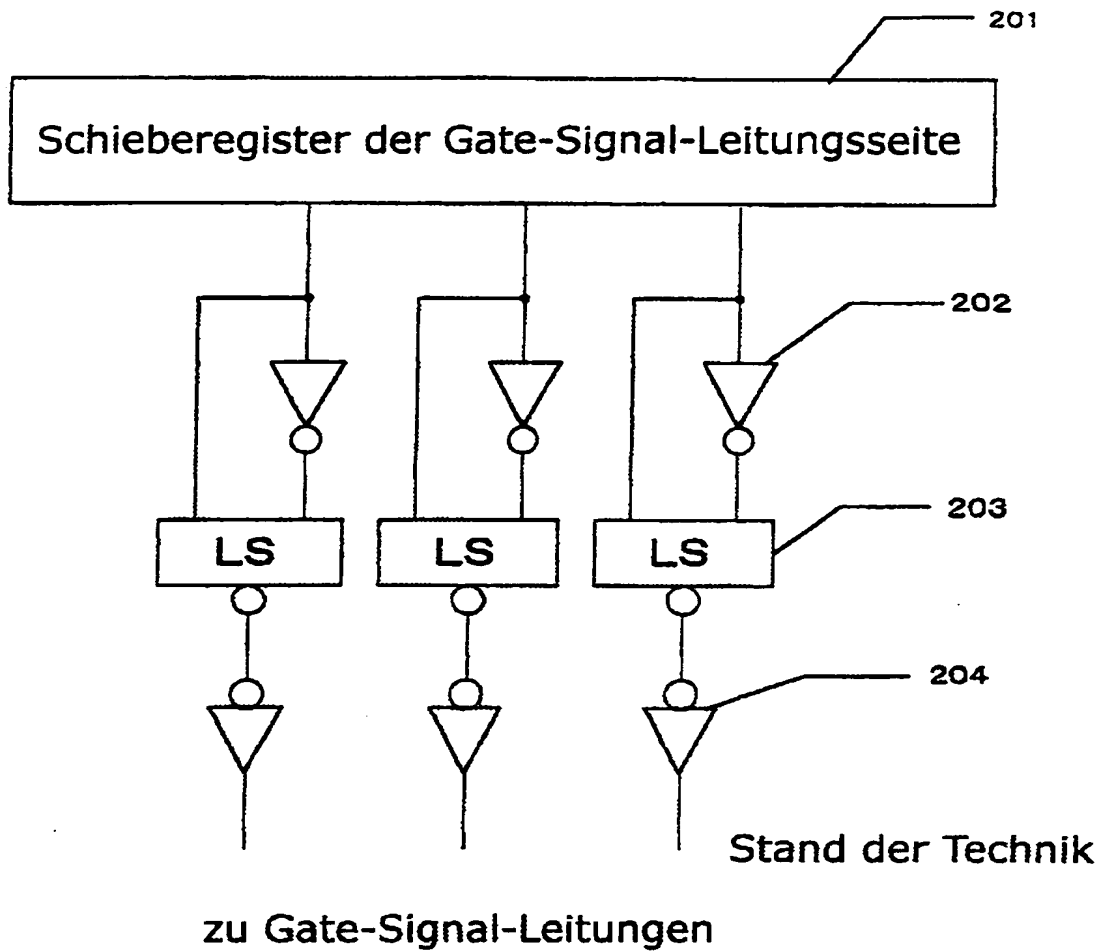 201
Schieberegister der Gate-Signal-Leitungsseite
202
LS LS LS
203
204
Stand der Technik
zu Gate-Signal-Leitungen